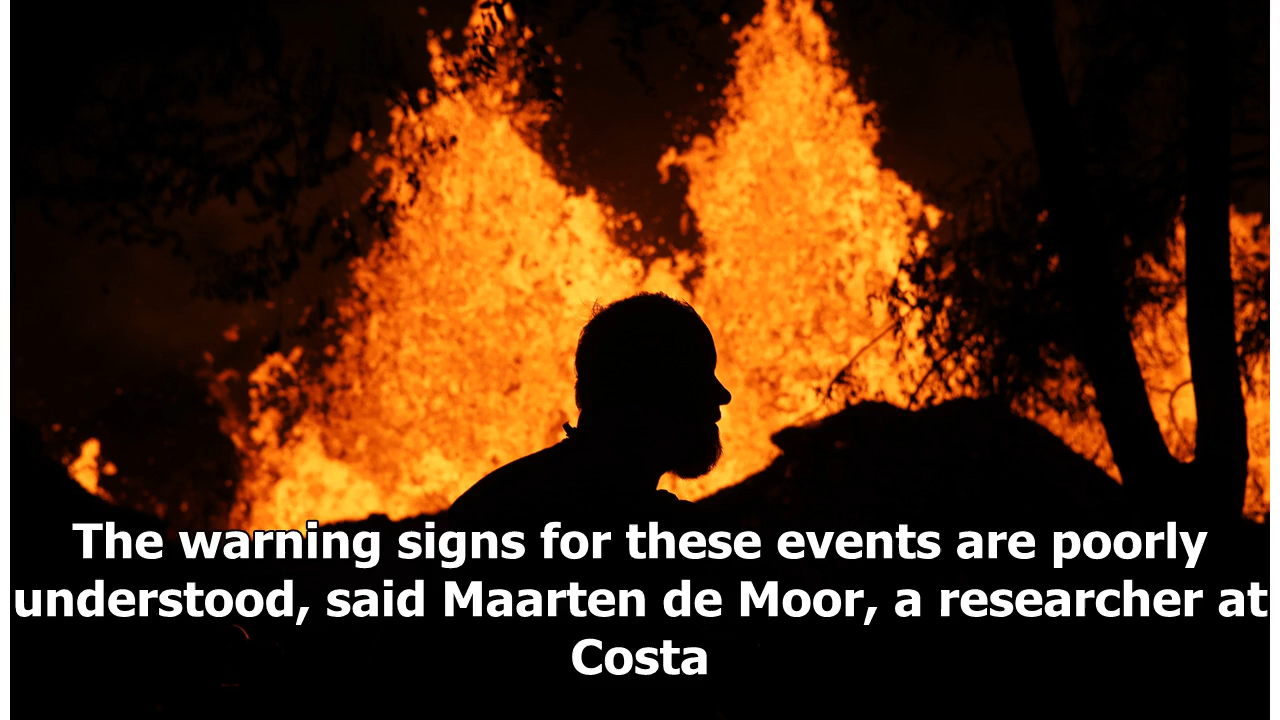 The warning signs for these events are poorly
understood, said Maarten de Moor, a researcher at
Costa